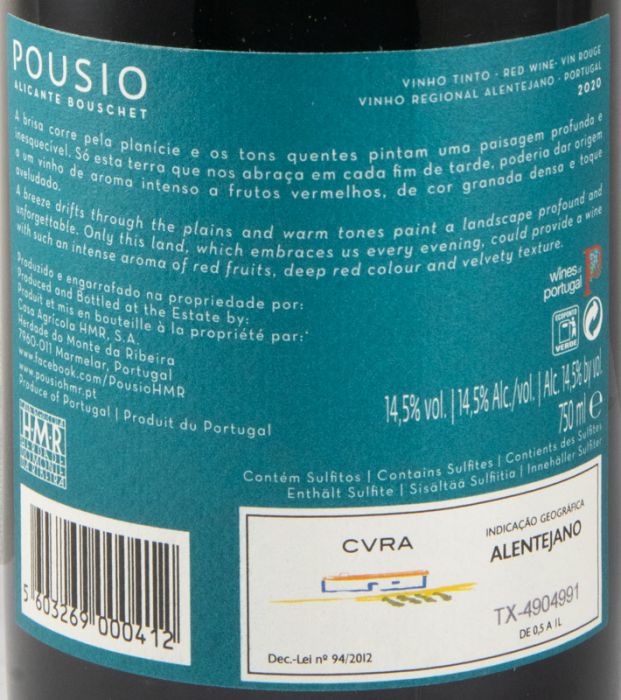 POUSIO
ALICANTE BOUSCHET
VINHO TINTO · RED WINE · VIN ROUGE
VINHO REGIONAL ALENTEJANO · PORTUGAL
2020
A brisa corre pela planície e os tons quentes pintam uma paisagem profunda e
inesquecível. Só esta terra que nos abraça em cada fim de tarde, poderia dar origem
a um vinho de aroma intenso a frutos vermelhos, de cor granada densa e toque
aveludado.
A breeze drifts through the plains and warm tones paint a landscape profound and
unforgettable. Only this land, which embraces us every evening, could provide a wine
with such an intense aroma of red fruits, deep red colour and velvety texture.
Produzido e engarrafado na propriedade por:
Produced and Bottled at the Estate by:
Produit et mis en bouteille à la propriété par:
Casa Agrícola HMR, S.A.
Herdade do Monte da Ribeira
7960-011 Marmelar, Portugal
www.facebook.com/PousioHMR
www.pousiohmr.pt
Produce of Portugal | Produit du Portugal
wines of
portugal
ECOPONTO
VERDE
14,5% vol. | 14,5% Alc./vol. | Alc. 14,5% by vol.
750 ml e
HMR
Contém Sulfitos | Contains Sulfites | Contients des Sulfites
Enthält Sulfite | Sisältää Sulfiitia | Innehåller Sulfiter
5 603269 000412
CVRA
INDICAÇÃO GEOGRÁFICA
ALENTEJANO
TX-4904991
DE 0,5 A 1L
Dec.-Lei nº 94/2012